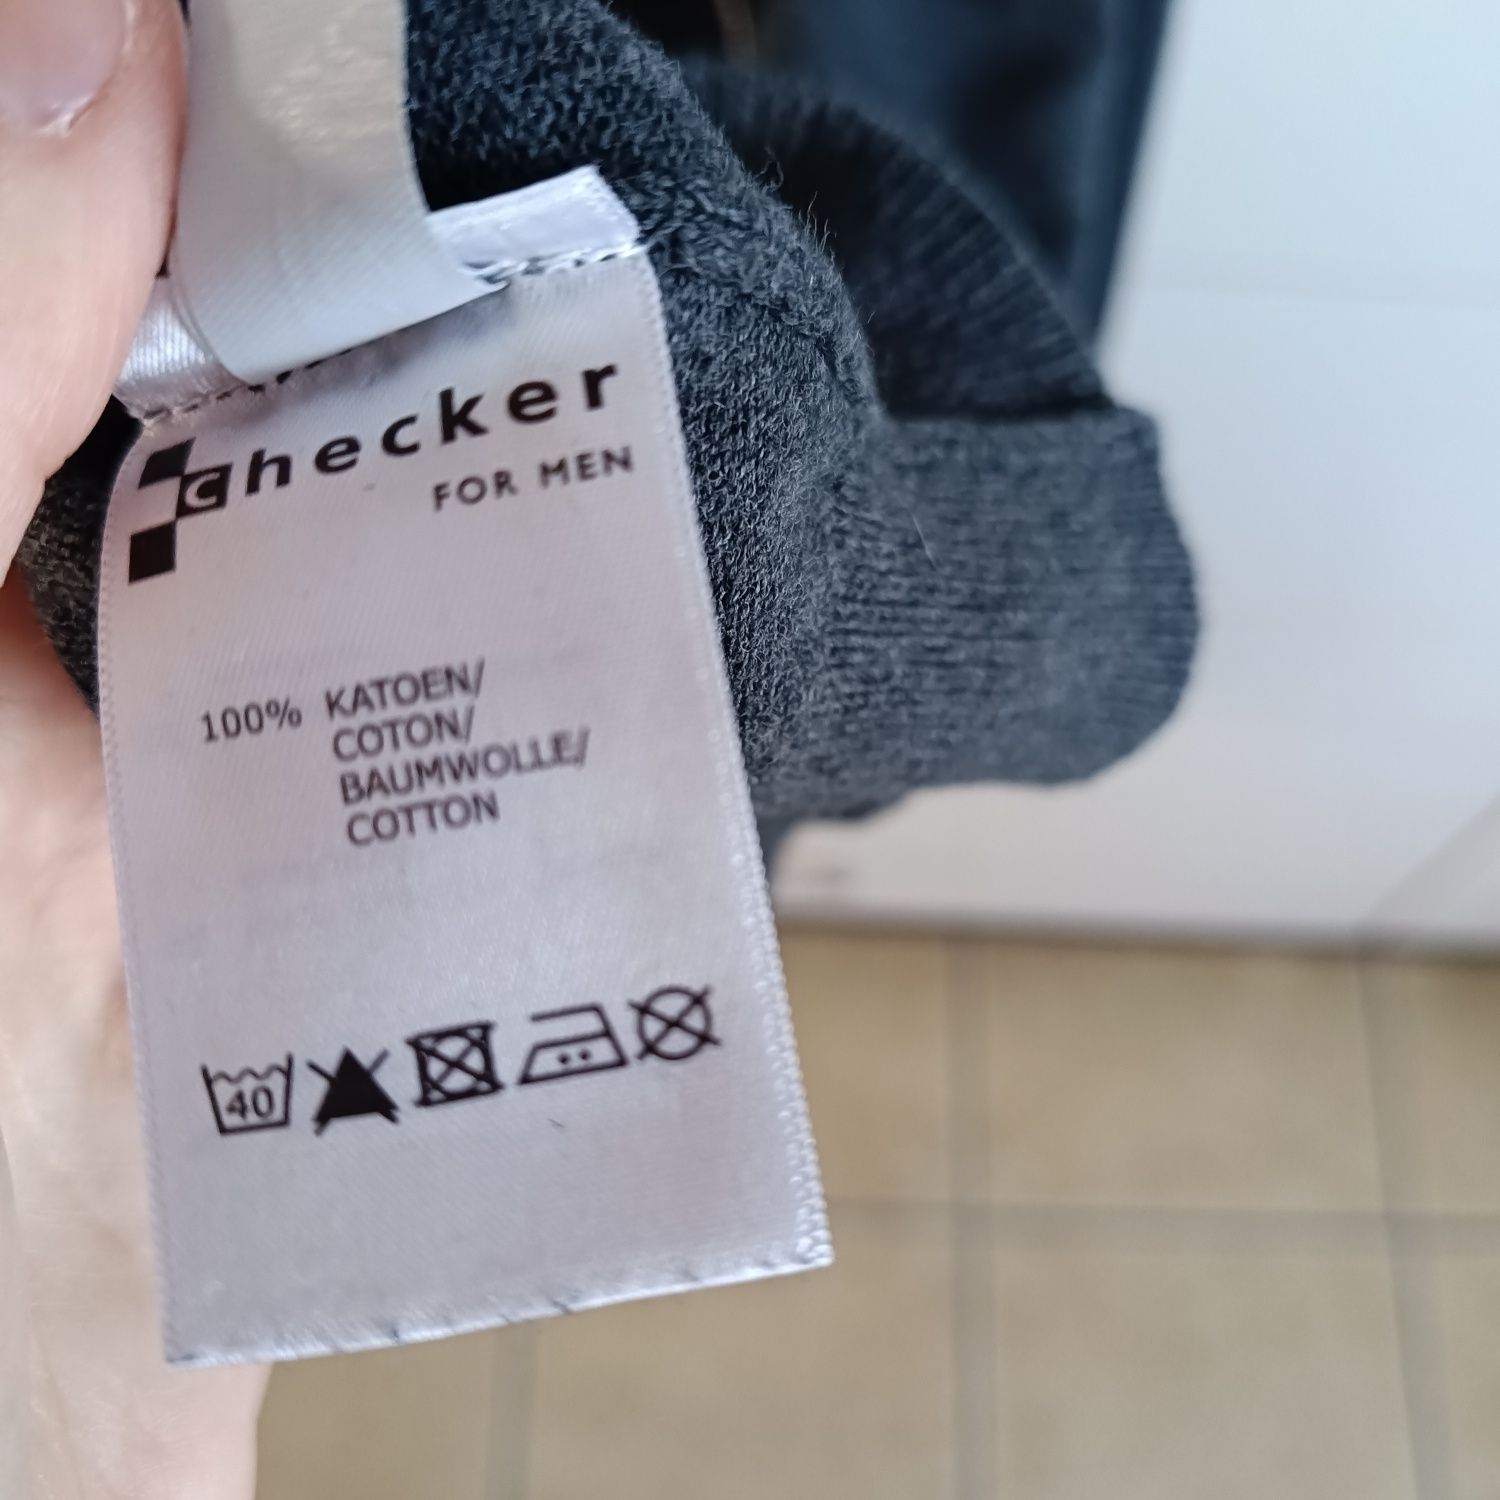 checker
FOR MEN
100% KATOEN/
COTON/
BAUMWOLLE/
COTTON
40